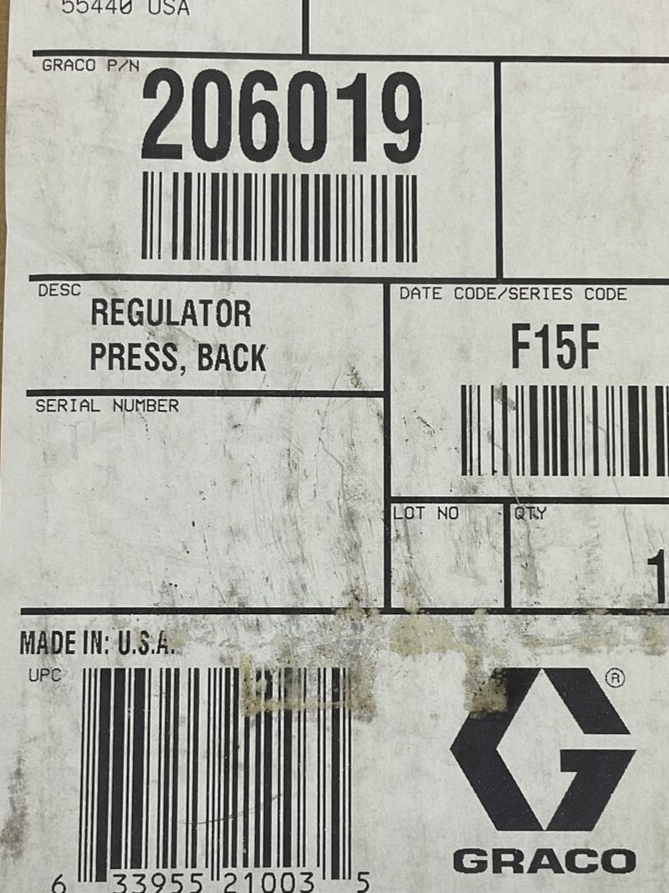 55440 USA
GRACO P/N
206019
DESC
REGULATOR
PRESS, BACK
DATE CODE/SERIES CODE
F15F
SERIAL NUMBER
LOT NO
QTY
1
MADE IN: U.S.A.
UPC
6 33955 21003 5
®
GRACO